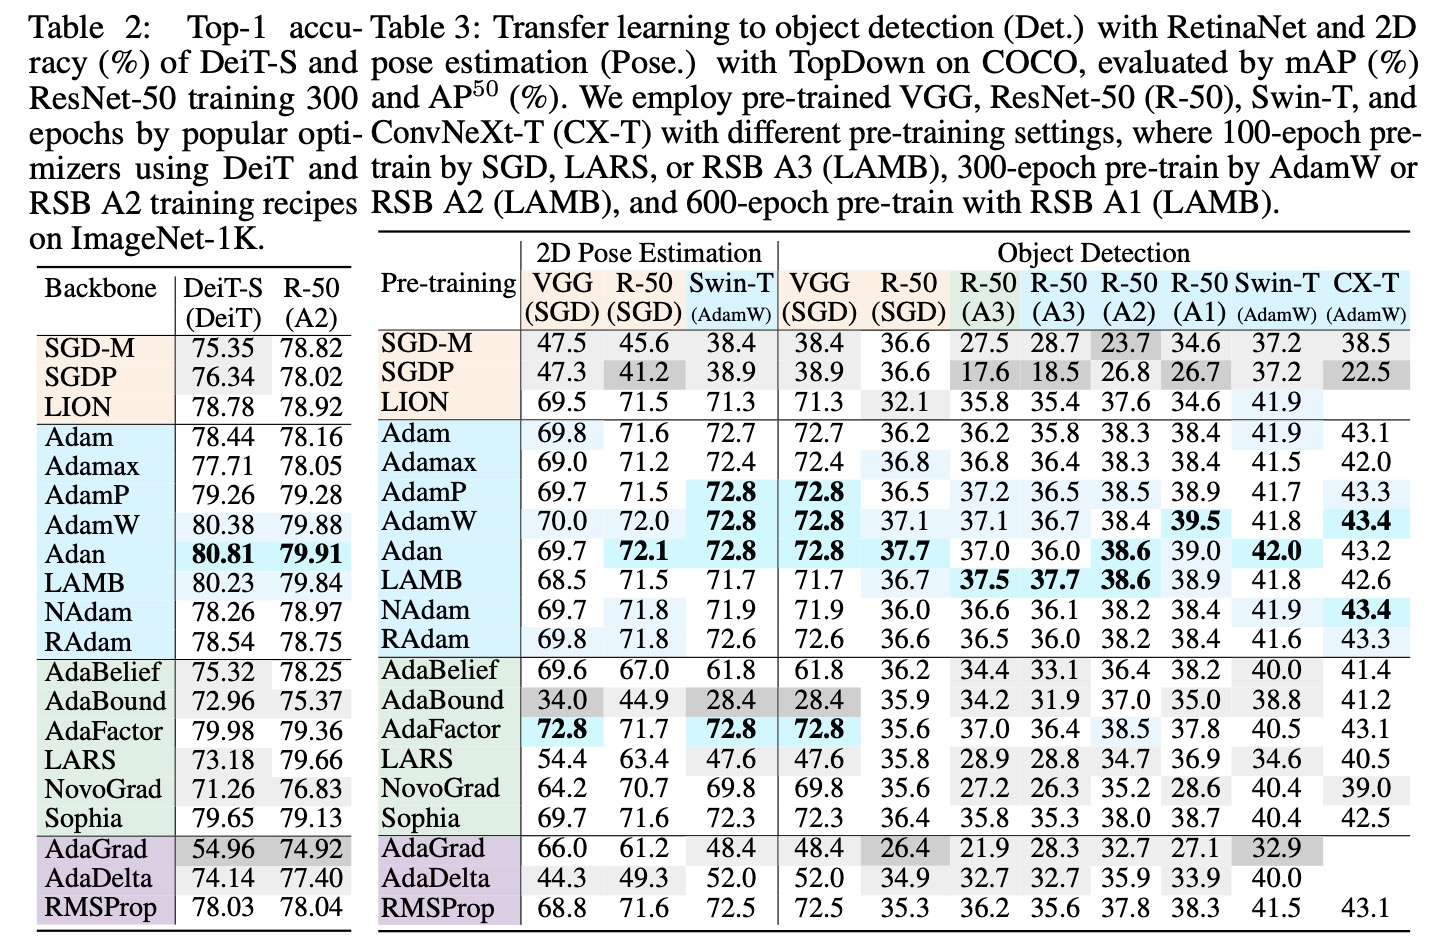 Table 2: Top-1 accu-
racy (%) of DeiT-S and
ResNet-50 training 300
epochs by popular opti-
mizers using DeiT and
RSB A2 training recipes
on ImageNet-1K.
Backbone DeiT-S R-50
(DeiT) (A2)
SGD-M 75.35 78.82
SGDP 76.34 78.02
LION 78.78 78.92
Adam 78.44 78.16
Adamax 77.71 78.05
AdamP 79.26 79.28
AdamW 80.38 79.88
Adan 80.81 79.91
LAMB 80.23 79.84
NAdam 78.26 78.97
RAdam 78.54 78.75
AdaBelief 75.32 78.25
AdaBound 72.96 75.37
AdaFactor 79.98 79.36
LARS 73.18 79.66
NovoGrad 71.26 76.83
Sophia 79.65 79.13
AdaGrad 54.96 74.92
AdaDelta 74.14 77.40
RMSProp 78.03 78.04
Table 3: Transfer learning to object detection (Det.) with RetinaNet and 2D
pose estimation (Pose.) with TopDown on COCO, evaluated by mAP (%)
and AP50 (%). We employ pre-trained VGG, ResNet-50 (R-50), Swin-T, and
ConvNeXt-T (CX-T) with different pre-training settings, where 100-epoch pre-
train by SGD, LARS, or RSB A3 (LAMB), 300-epoch pre-train by AdamW or
RSB A2 (LAMB), and 600-epoch pre-train with RSB A1 (LAMB).
2D Pose Estimation Object Detection
Pre-training VGG R-50 Swin-T VGG R-50 R-50 R-50 R-50 R-50 Swin-T CX-T
(SGD) (SGD) (AdamW) (SGD) (SGD) (A3) (A3) (A2) (A1) (AdamW) (AdamW)
SGD-M 47.5 45.6 38.4 38.4 36.6 27.5 28.7 23.7 34.6 37.2 38.5
SGDP 47.3 41.2 38.9 38.9 36.6 17.6 18.5 26.8 26.7 37.2 22.5
LION 69.5 71.5 71.3 71.3 32.1 35.8 35.4 37.6 34.6 41.9
Adam 69.8 71.6 72.7 72.7 36.2 36.2 35.8 38.3 38.4 41.9 43.1
Adamax 69.0 71.2 72.4 72.4 36.8 36.8 36.4 38.3 38.4 41.5 42.0
AdamP 69.7 71.5 72.8 72.8 36.5 37.2 36.5 38.5 38.9 41.7 43.3
AdamW 70.0 72.0 72.8 72.8 37.1 37.1 36.7 38.4 39.5 41.8 43.4
Adan 69.7 72.1 72.8 72.8 37.7 37.0 36.0 38.6 39.0 42.0 43.2
LAMB 68.5 71.5 71.7 71.7 36.7 37.5 37.7 38.6 38.9 41.8 42.6
NAdam 69.7 71.8 71.9 71.9 36.0 36.6 36.1 38.2 38.4 41.9 43.4
RAdam 69.8 71.8 72.6 72.6 36.6 36.5 36.0 38.2 38.4 41.6 43.3
AdaBelief 69.6 67.0 61.8 61.8 36.2 34.4 33.1 36.4 38.2 40.0 41.4
AdaBound 34.0 44.9 28.4 28.4 35.9 34.2 31.9 37.0 35.0 38.8 41.2
AdaFactor 72.8 71.7 72.8 72.8 35.6 37.0 36.4 38.5 37.8 40.5 43.1
LARS 54.4 63.4 47.6 47.6 35.8 28.9 28.8 34.7 36.9 34.6 40.5
NovoGrad 64.2 70.7 69.8 69.8 35.6 27.2 26.3 35.2 28.6 40.4 39.0
Sophia 69.7 71.6 72.3 72.3 36.4 35.8 35.3 38.0 38.7 40.4 42.5
AdaGrad 66.0 61.2 48.4 48.4 26.4 21.9 28.3 32.7 27.1 32.9
AdaDelta 44.3 49.3 52.0 52.0 34.9 32.7 32.7 35.9 33.9 40.0
RMSProp 68.8 71.6 72.5 72.5 35.3 36.2 35.6 37.8 38.3 41.5 43.1